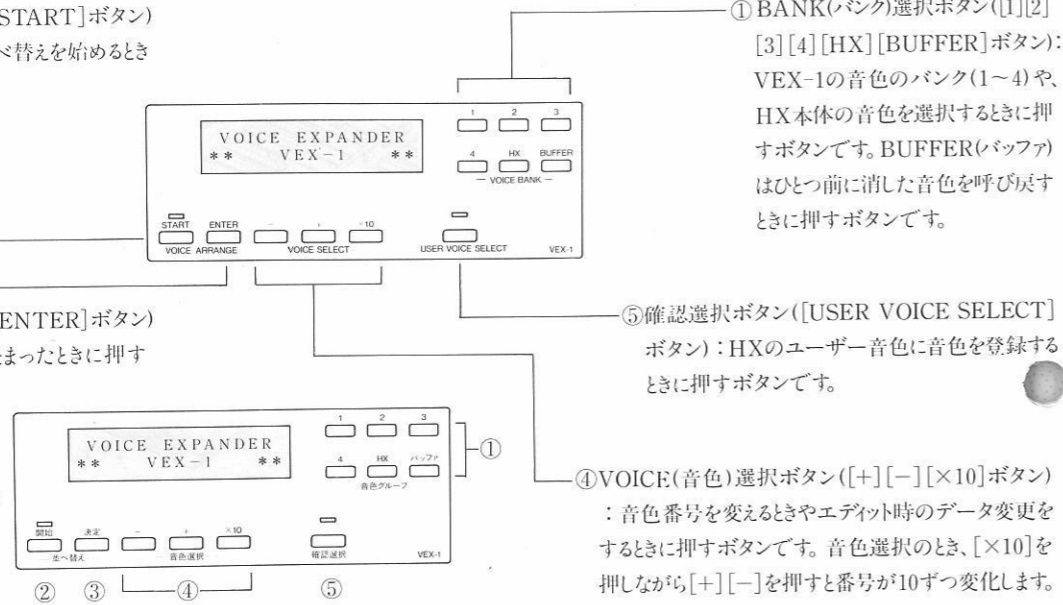 START]ボタン)
べ替えを始めるとき
ENTER]ボタン)
まったときに押す
①BANK(バンク)選択ボタン([1][2]
[3][4][HX][BUFFER]ボタン):
VEX-1の音色のバンク(1～4)や、
HX本体の音色を選択するときに押
すボタンです。BUFFER(バッファ)
はひとつ前に消した音色を呼び戻す
ときに押すボタンです。
VOICE EXPANDER
** VEX-1 **
1 2 3
4 HX BUFFER
— VOICE BANK —
START ENTER − + ×10
VOICE ARRANGE VOICE SELECT USER VOICE SELECT VEX-1
⑤確認選択ボタン([USER VOICE SELECT]
ボタン):HXのユーザー音色に音色を登録する
ときに押すボタンです。
VOICE EXPANDER
** VEX-1 **
1 2 3
4 HX バッファ
音色グループ
①
開始 決定 − + ×10
並べ替え 音色選択 確認選択 VEX-1
② ③ ④ ⑤
④VOICE(音色)選択ボタン([+][−][×10]ボタン)
:音色番号を変えるときやエディット時のデータ変更を
するときに押すボタンです。音色選択のとき、[×10]を
押しながら[+][−]を押すと番号が10ずつ変化します。